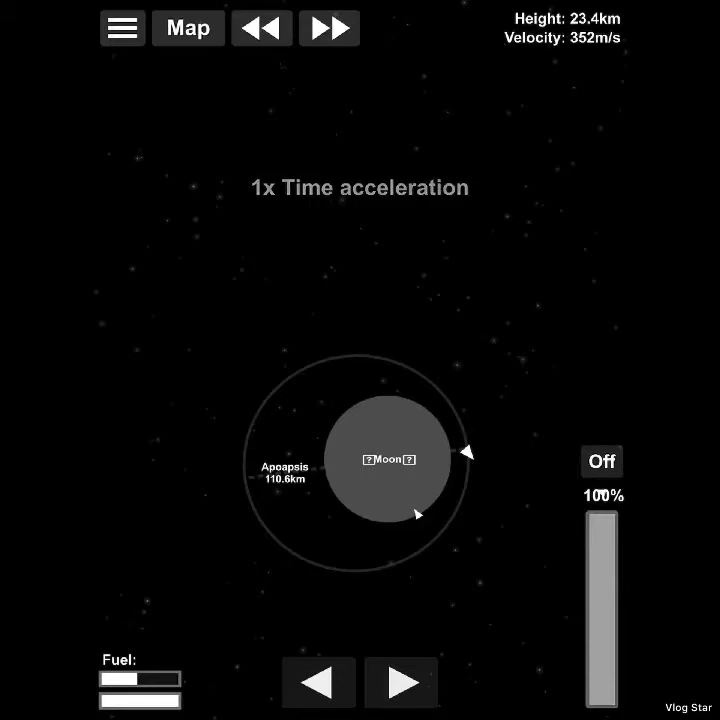 Map
Height: 23.4km
Velocity: 352m/s
1x Time acceleration
Moon
Apoapsis
110.6km
Off
100%
Fuel:
Vlog Star